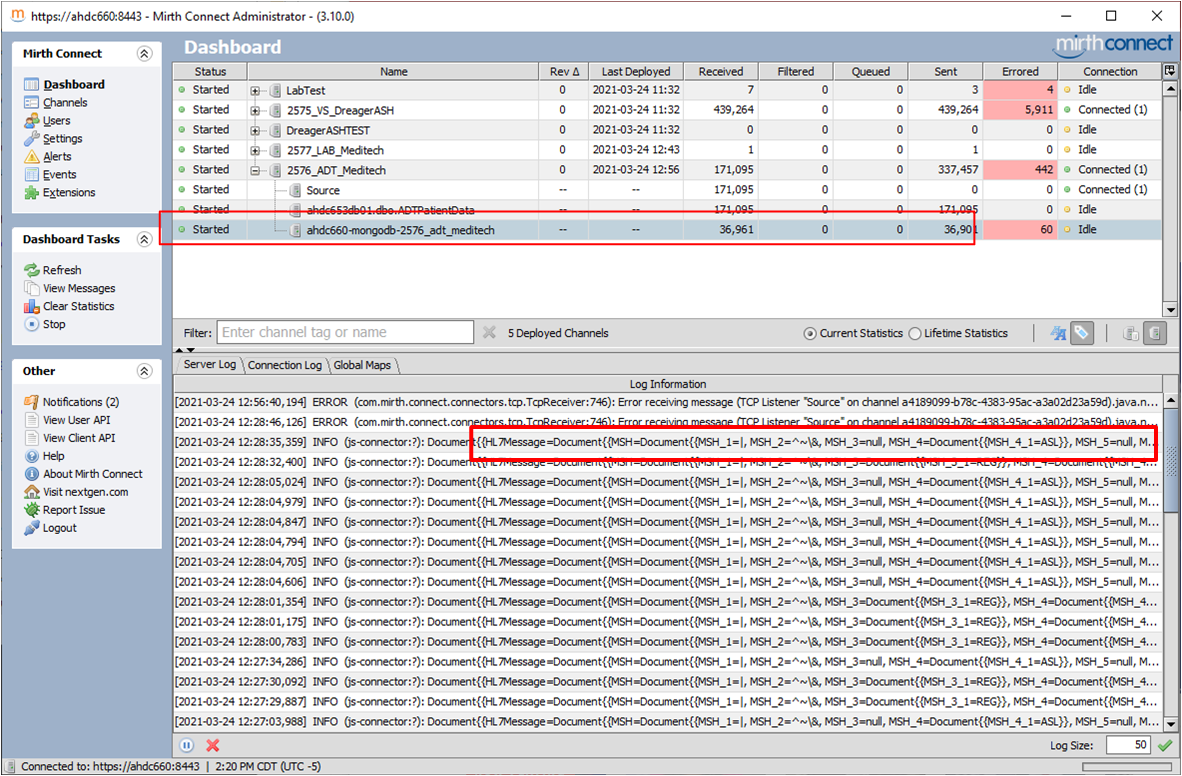 https://ahdc660:8443 - Mirth Connect Administrator - (3.10.0)
Mirth Connect
Dashboard
Channels
Users
Settings
Alerts
Events
Extensions
Dashboard Tasks
Refresh
View Messages
Clear Statistics
Stop
Other
Notifications (2)
View User API
View Client API
Help
About Mirth Connect
Visit nextgen.com
Report Issue
Logout
Dashboard
mirthconnect
Status Name Rev Δ Last Deployed Received Filtered Queued Sent Errored Connection
Started LabTest 0 2021-03-24 11:32 7 0 0 3 4 Idle
Started 2575_VS_DreagerASH 0 2021-03-24 11:32 439,264 0 0 439,264 5,911 Connected (1)
Started DreagerASHTEST 0 2021-03-24 11:32 0 0 0 0 0 Idle
Started 2577_LAB_Meditech 0 2021-03-24 12:43 1 0 0 1 0 Idle
Started 2576_ADT_Meditech 0 2021-03-24 12:56 171,095 0 0 337,457 442 Connected (1)
Started Source -- -- 171,095 0 0 171,095 0 Connected (1)
Started ahdc653db01.dbo.ADTPatientData -- -- 171,095 0 0 171,095 0 Idle
Started ahdc660-mongodb-2576_adt_meditech -- -- 36,961 0 0 36,901 60 Idle
Filter: Enter channel tag or name 5 Deployed Channels Current Statistics Lifetime Statistics
Server Log Connection Log Global Maps
Log Information
[2021-03-24 12:56:40,194] ERROR (com.mirth.connect.connectors.tcp.TcpReceiver:746): Error receiving message (TCP Listener "Source" on channel a4189099-b78c-4383-95ac-a3a02d23a59d).java.n...
[2021-03-24 12:28:46,126] ERROR (com.mirth.connect.connectors.tcp.TcpReceiver:746): Error receiving message (TCP Listener "Source" on channel a4189099-b78c-4383-95ac-a3a02d23a59d).java.n...
[2021-03-24 12:28:35,359] INFO (js-connector:?): Document{{HL7Message=Document{{MSH=Document{{MSH_1=|, MSH_2=^~\&, MSH_3=null, MSH_4=Document{{MSH_4_1=ASL}}, MSH_5=null, M...
[2021-03-24 12:28:32,400] INFO (js-connector:?): Document{{HL7Message=Document{{MSH=Document{{MSH_1=|, MSH_2=^~\&, MSH_3=Document{{MSH_3_1=REG}}, MSH_4=Document{{MSH_4...
[2021-03-24 12:28:05,024] INFO (js-connector:?): Document{{HL7Message=Document{{MSH=Document{{MSH_1=|, MSH_2=^~\&, MSH_3=null, MSH_4=Document{{MSH_4_1=ASL}}, MSH_5=null, M...
[2021-03-24 12:28:04,979] INFO (js-connector:?): Document{{HL7Message=Document{{MSH=Document{{MSH_1=|, MSH_2=^~\&, MSH_3=null, MSH_4=Document{{MSH_4_1=ASL}}, MSH_5=null, M...
[2021-03-24 12:28:04,847] INFO (js-connector:?): Document{{HL7Message=Document{{MSH=Document{{MSH_1=|, MSH_2=^~\&, MSH_3=null, MSH_4=Document{{MSH_4_1=ASL}}, MSH_5=null, M...
[2021-03-24 12:28:04,794] INFO (js-connector:?): Document{{HL7Message=Document{{MSH=Document{{MSH_1=|, MSH_2=^~\&, MSH_3=null, MSH_4=Document{{MSH_4_1=ASL}}, MSH_5=null, M...
[2021-03-24 12:28:04,705] INFO (js-connector:?): Document{{HL7Message=Document{{MSH=Document{{MSH_1=|, MSH_2=^~\&, MSH_3=null, MSH_4=Document{{MSH_4_1=ASL}}, MSH_5=null, M...
[2021-03-24 12:28:04,606] INFO (js-connector:?): Document{{HL7Message=Document{{MSH=Document{{MSH_1=|, MSH_2=^~\&, MSH_3=null, MSH_4=Document{{MSH_4_1=ASL}}, MSH_5=null, M...
[2021-03-24 12:28:01,354] INFO (js-connector:?): Document{{HL7Message=Document{{MSH=Document{{MSH_1=|, MSH_2=^~\&, MSH_3=Document{{MSH_3_1=REG}}, MSH_4=Document{{MSH_4...
[2021-03-24 12:28:01,175] INFO (js-connector:?): Document{{HL7Message=Document{{MSH=Document{{MSH_1=|, MSH_2=^~\&, MSH_3=Document{{MSH_3_1=REG}}, MSH_4=Document{{MSH_4...
[2021-03-24 12:28:00,783] INFO (js-connector:?): Document{{HL7Message=Document{{MSH=Document{{MSH_1=|, MSH_2=^~\&, MSH_3=Document{{MSH_3_1=REG}}, MSH_4=Document{{MSH_4...
[2021-03-24 12:27:34,286] INFO (js-connector:?): Document{{HL7Message=Document{{MSH=Document{{MSH_1=|, MSH_2=^~\&, MSH_3=null, MSH_4=Document{{MSH_4_1=ASL}}, MSH_5=null, M...
[2021-03-24 12:27:30,092] INFO (js-connector:?): Document{{HL7Message=Document{{MSH=Document{{MSH_1=|, MSH_2=^~\&, MSH_3=Document{{MSH_3_1=REG}}, MSH_4=Document{{MSH_4...
[2021-03-24 12:27:29,887] INFO (js-connector:?): Document{{HL7Message=Document{{MSH=Document{{MSH_1=|, MSH_2=^~\&, MSH_3=Document{{MSH_3_1=REG}}, MSH_4=Document{{MSH_4...
[2021-03-24 12:27:03,988] INFO (js-connector:?): Document{{HL7Message=Document{{MSH=Document{{MSH_1=|, MSH_2=^~\&, MSH_3=null, MSH_4=Document{{MSH_4_1=ASL}}, MSH_5=null, M...
Log Size: 50
Connected to: https://ahdc660:8443 | 2:20 PM CDT (UTC -5)